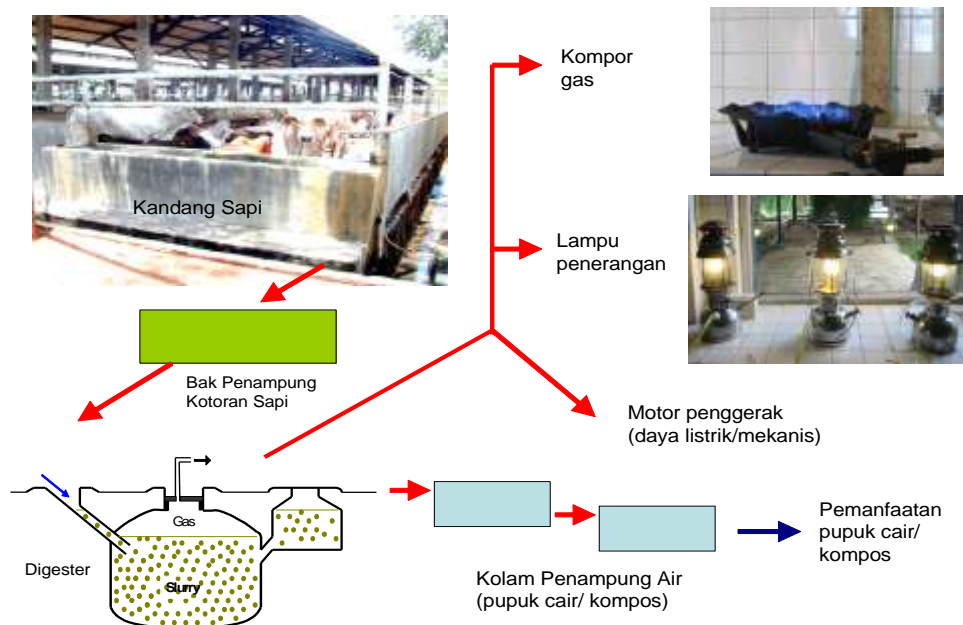 Kompor
gas
Kandang Sapi
Lampu
penerangan
Bak Penampung
Kotoran Sapi
Motor penggerak
(daya listrik/mekanis)
Gas
Digester
Slurry
Kolam Penampung Air
(pupuk cair/ kompos)
Pemanfaatan
pupuk cair/
kompos